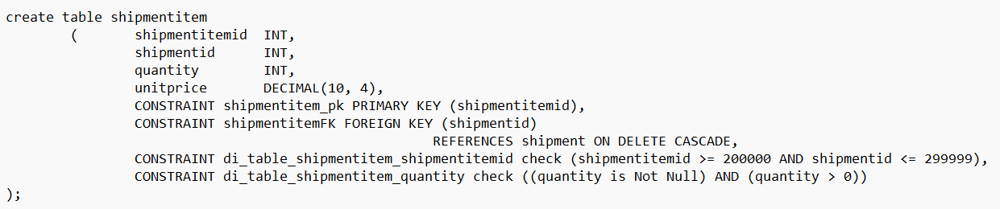 create table shipmentitem
( shipmentitemid INT,
shipmentid INT,
quantity INT,
unitprice DECIMAL(10, 4),
CONSTRAINT shipmentitem_pk PRIMARY KEY (shipmentitemid),
CONSTRAINT shipmentitemFK FOREIGN KEY (shipmentid)
REFERENCES shipment ON DELETE CASCADE,
CONSTRAINT di_table_shipmentitem_shipmentitemid check (shipmentitemid >= 200000 AND shipmentid <= 299999),
CONSTRAINT di_table_shipmentitem_quantity check ((quantity is Not Null) AND (quantity > 0))
);